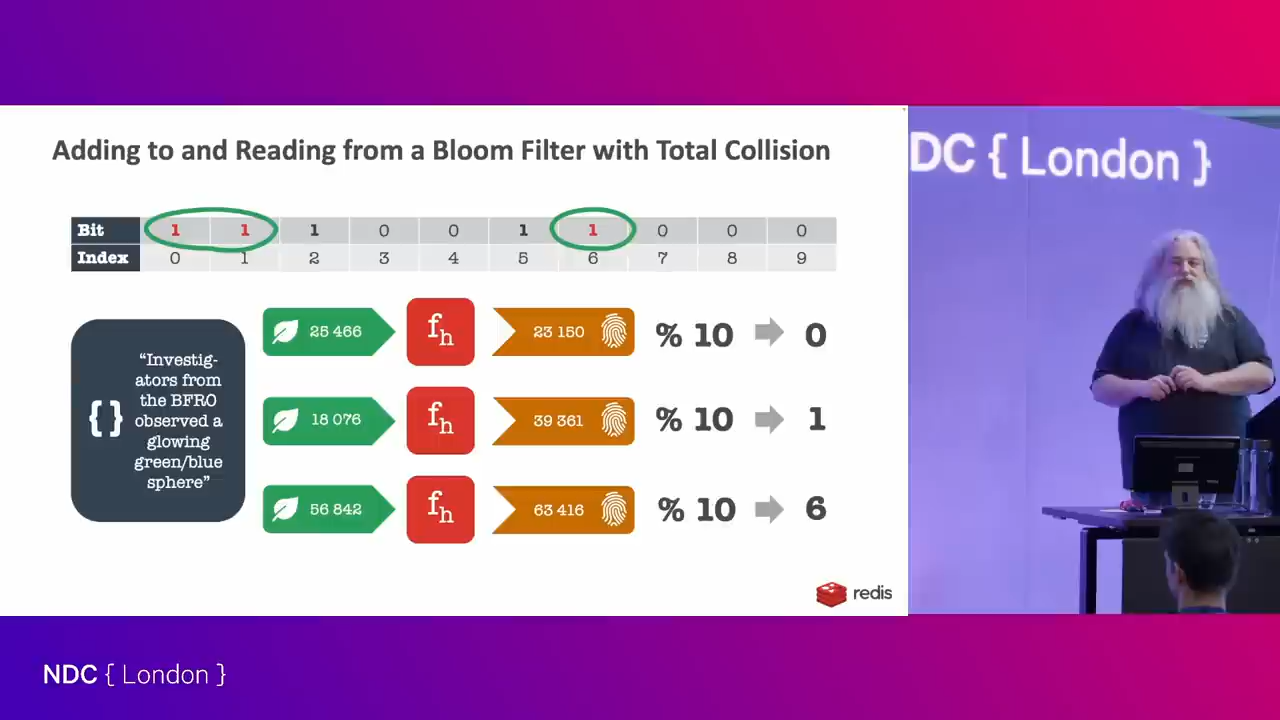 Adding to and Reading from a Bloom Filter with Total Collision
Bit 1 1 1 0 0 1 1 0 0 0
Index 0 1 2 3 4 5 6 7 8 9
{}
“Investig-
ators from
the BFRO
observed a
glowing
green/blue
sphere”
25 466 fh 23 150 % 10 0
18 076 fh 39 361 % 10 1
56 842 fh 63 416 % 10 6
redis
DC { London }
NDC { London }